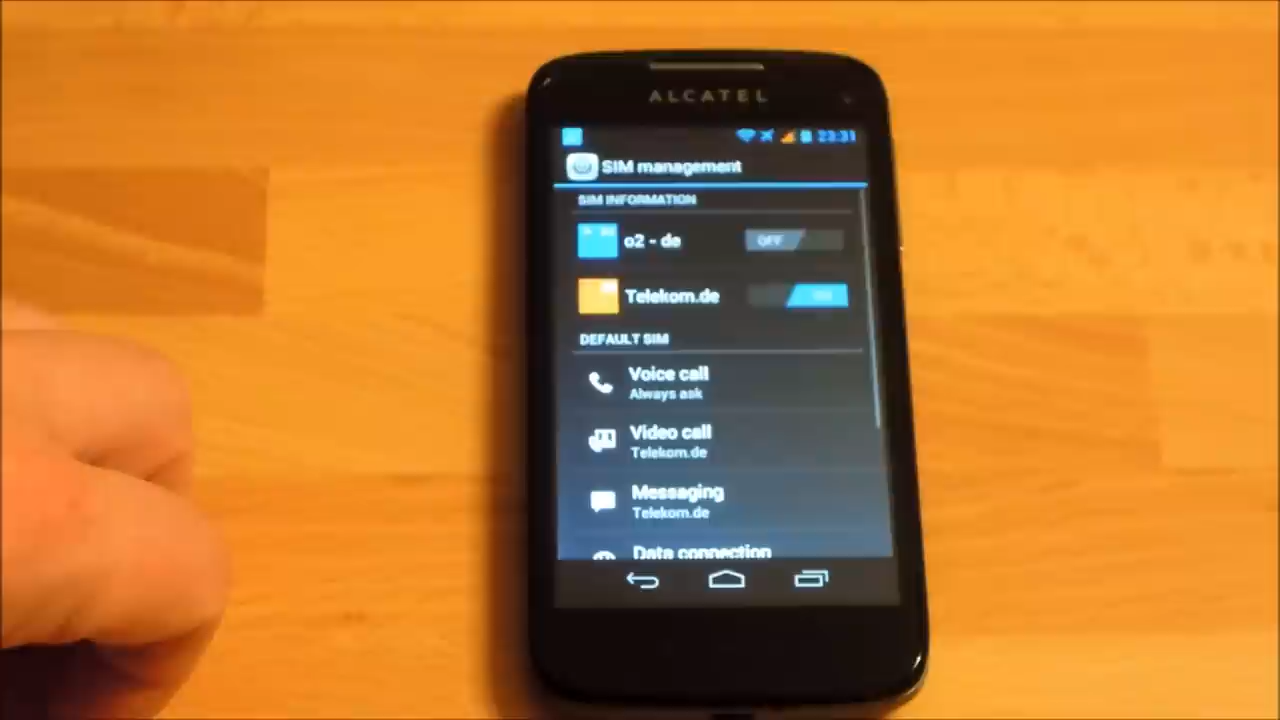 ALCATEL
23:31
SIM management
SIM INFORMATION
o2 - de
OFF
Telekom.de
ON
DEFAULT SIM
Voice call
Always ask
Video call
Telekom.de
Messaging
Telekom.de
Data connection